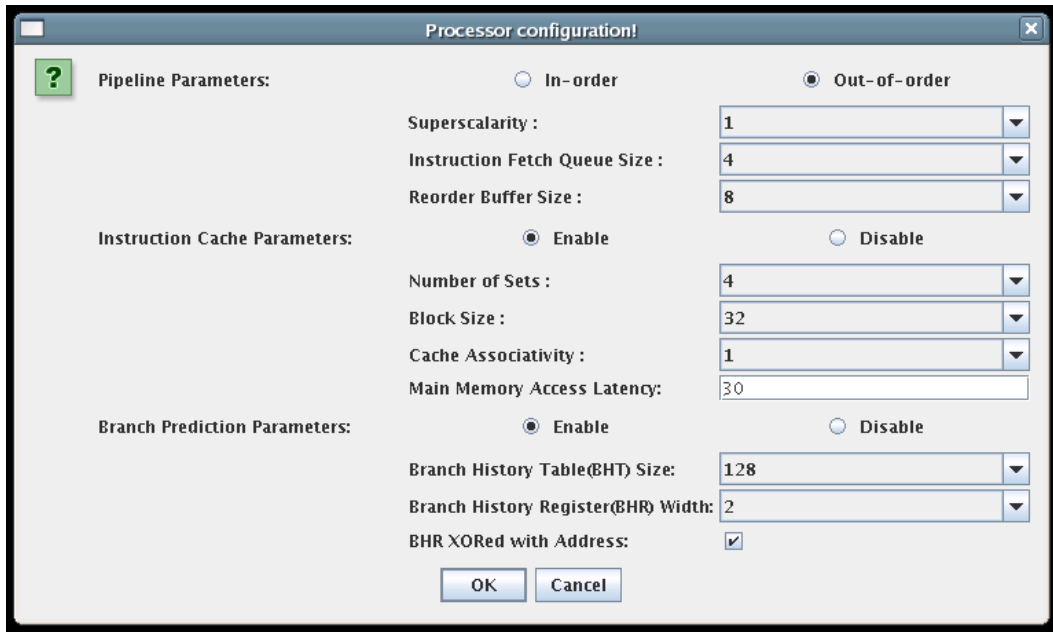 Processor configuration!
?
Pipeline Parameters: In-order Out-of-order
Superscalarity : 1
Instruction Fetch Queue Size : 4
Reorder Buffer Size : 8
Instruction Cache Parameters: Enable Disable
Number of Sets : 4
Block Size : 32
Cache Associativity : 1
Main Memory Access Latency: 30
Branch Prediction Parameters: Enable Disable
Branch History Table(BHT) Size: 128
Branch History Register(BHR) Width: 2
BHR XORed with Address:
OK Cancel